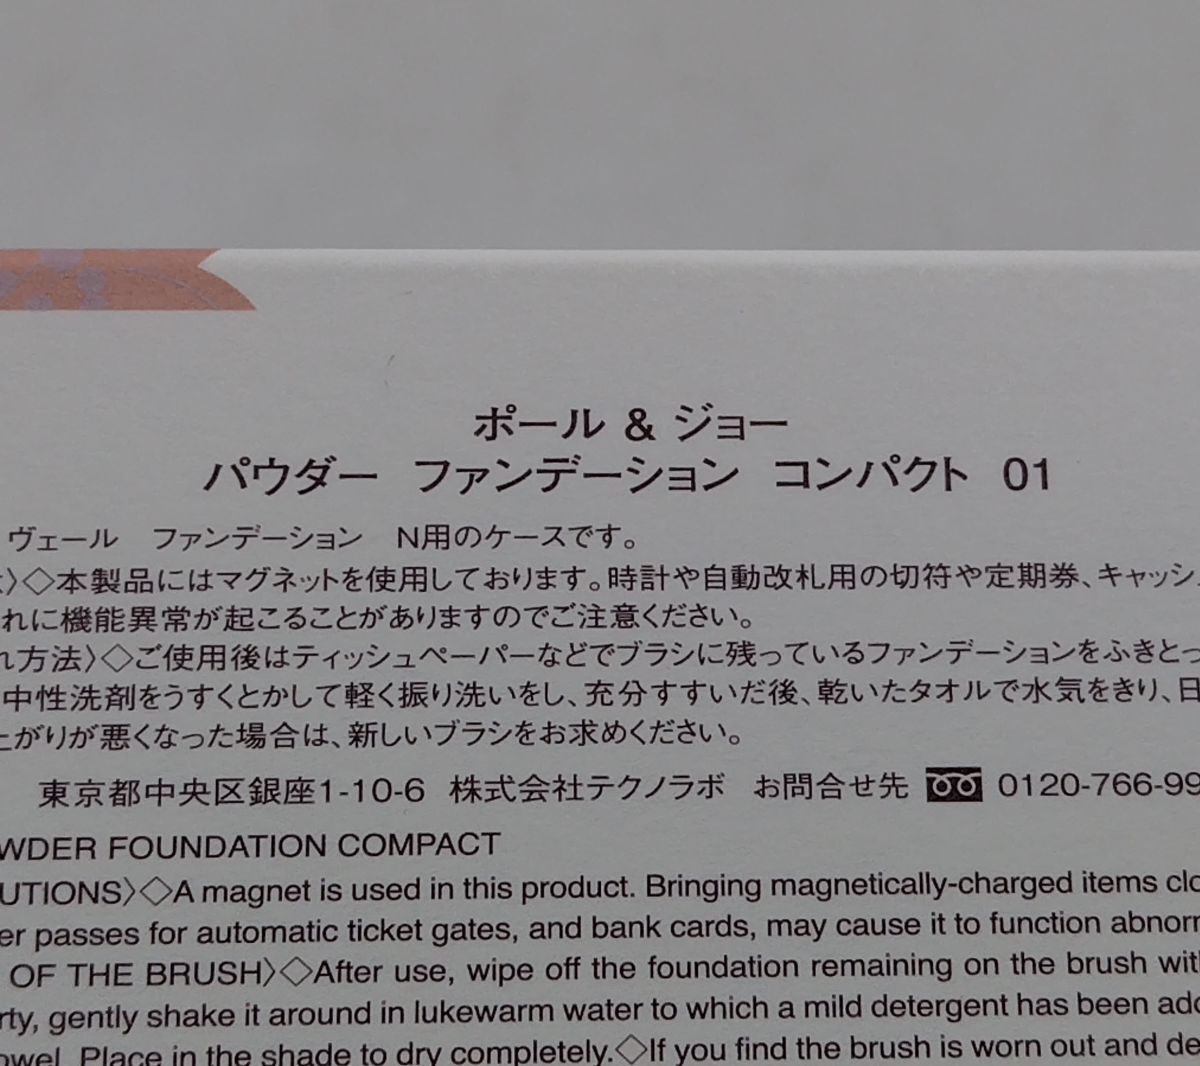 ポール & ジョー
パウダー ファンデーション コンパクト 01
ヴェール ファンデーション N用のケースです。
〉◇本製品にはマグネットを使用しております。時計や自動改札用の切符や定期券、キャッシ
れに機能異常が起こることがありますのでご注意ください。
れ方法〉◇ご使用後はティッシュペーパーなどでブラシに残っているファンデーションをふきとっ
中性洗剤をうすくとかして軽く振り洗いをし、充分すすいだ後、乾いたタオルで水気をきり、日
上がりが悪くなった場合は、新しいブラシをお求めください。
東京都中央区銀座1-10-6 株式会社テクノラボ お問合せ先 0120-766-99
WDER FOUNDATION COMPACT
UTIONS〉◇A magnet is used in this product. Bringing magnetically-charged items clo
er passes for automatic ticket gates, and bank cards, may cause it to function abnorr
OF THE BRUSH〉◇After use, wipe off the foundation remaining on the brush wit
rty, gently shake it around in lukewarm water to which a mild detergent has been add
owel. Place in the shade to dry completely.◇If you find the brush is worn out and de